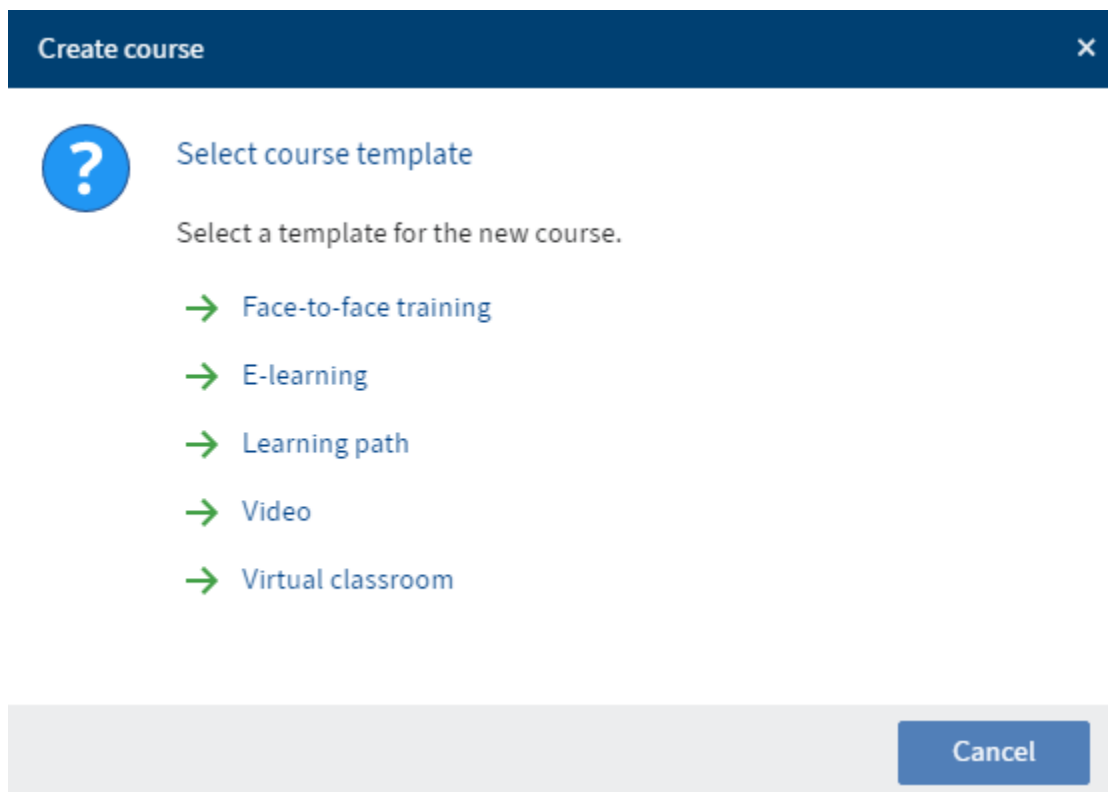 Create course
Select course template
Select a template for the new course.
Face-to-face training
E-learning
Learning path
Video
Virtual classroom
Cancel